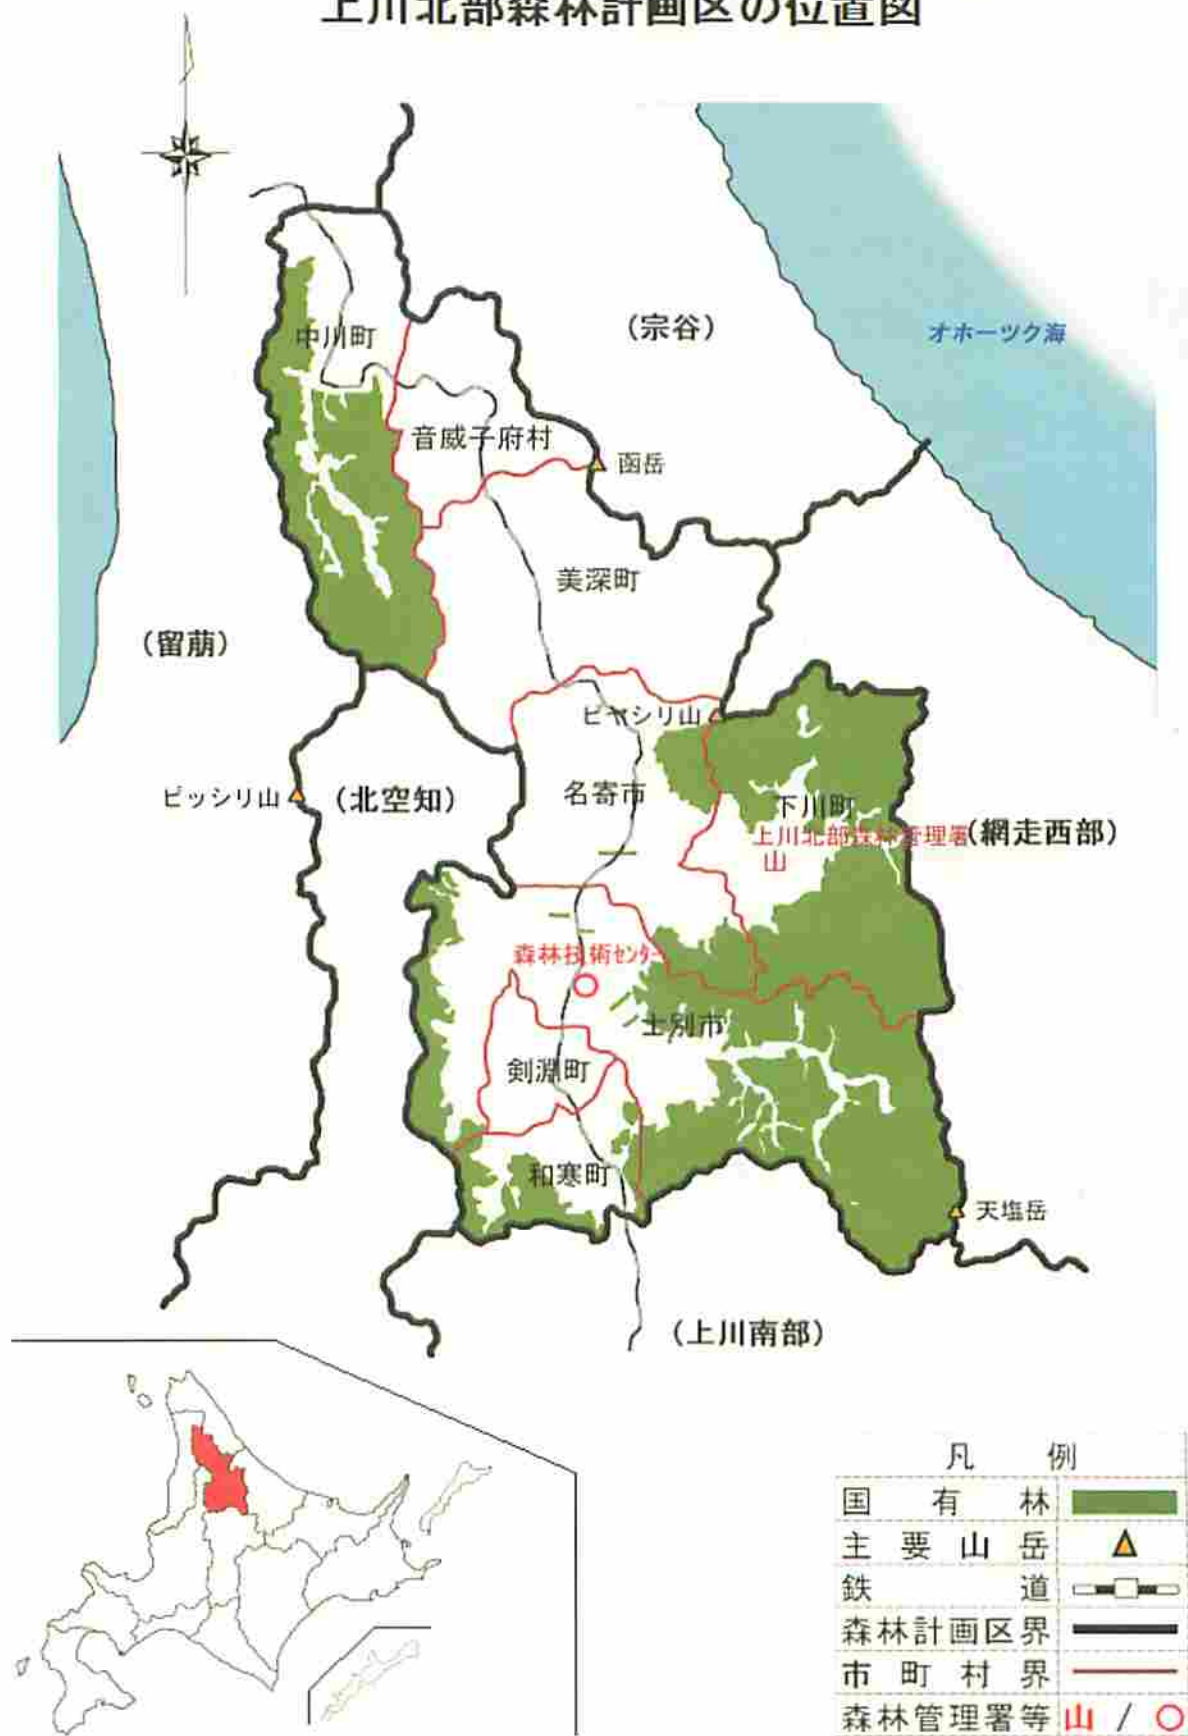 上川北部森林計画区の位置図
中川町
(宗谷)
オホーツク海
音威子府村
函岳
美深町
(留萠)
ピヤシリ山
ピッシリ山
(北空知)
名寄市
下川町
上川北部森林管理署
山
(網走西部)
森林技術センター
士別市
剣淵町
和寒町
天塩岳
(上川南部)
凡 例
国有林
主要山岳
鉄道
森林計画区界
市町村界
森林管理署等 山 / ○